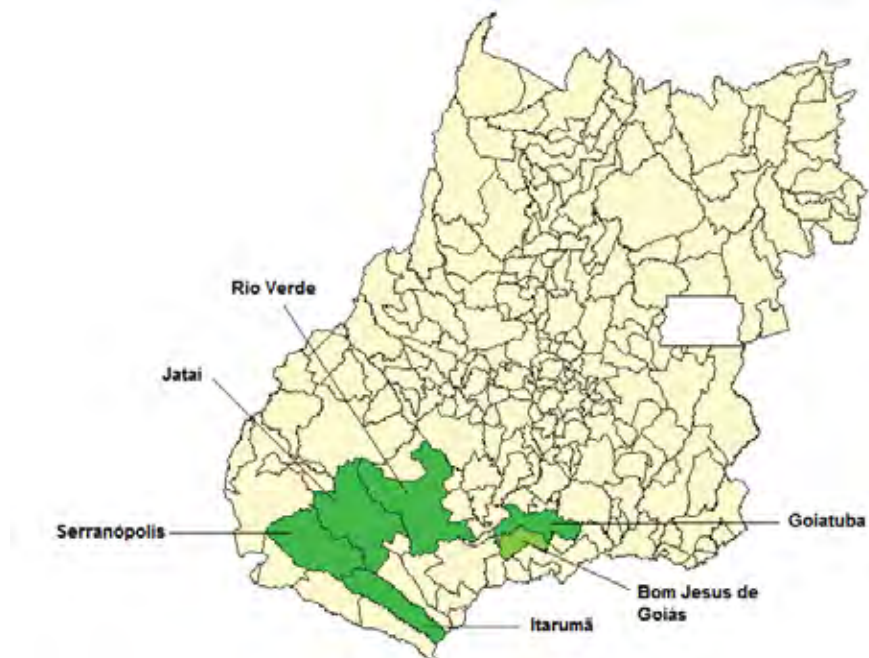 Rio Verde
Jataí
Serranópolis
Goiatuba
Bom Jesus de
Goiás
Itarumã